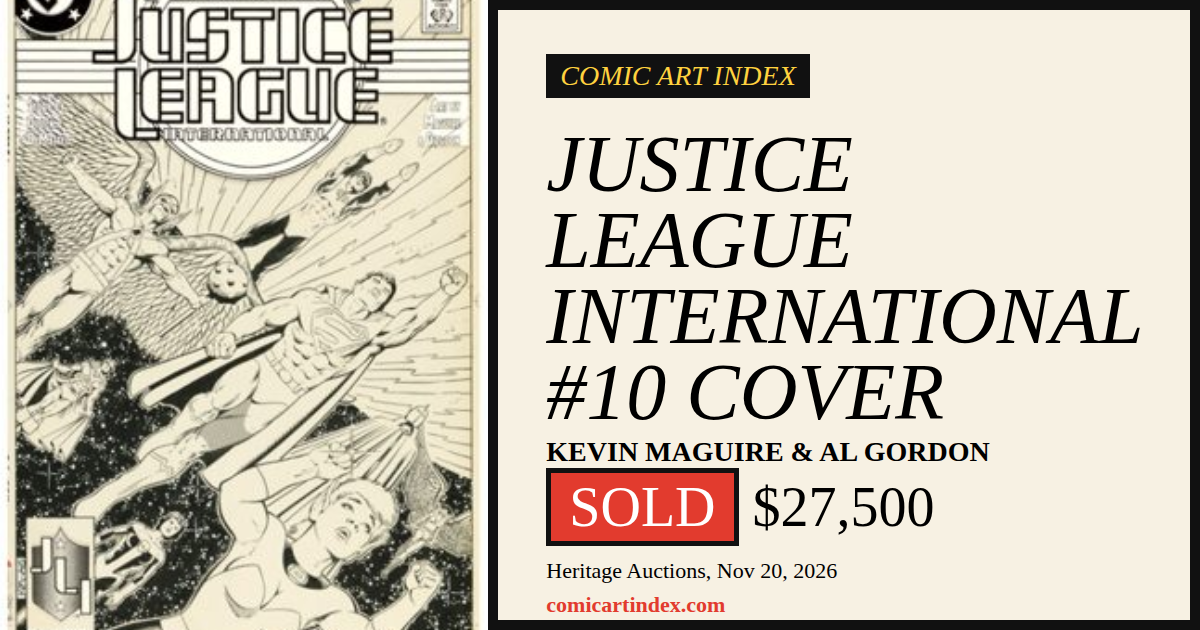 JUSTICE
LEAGUE
INTERNATIONAL
JLI
COMIC ART INDEX
JUSTICE
LEAGUE
INTERNATIONAL
#10 COVER
KEVIN MAGUIRE & AL GORDON
SOLD $27,500
Heritage Auctions, Nov 20, 2026
comicartindex.com